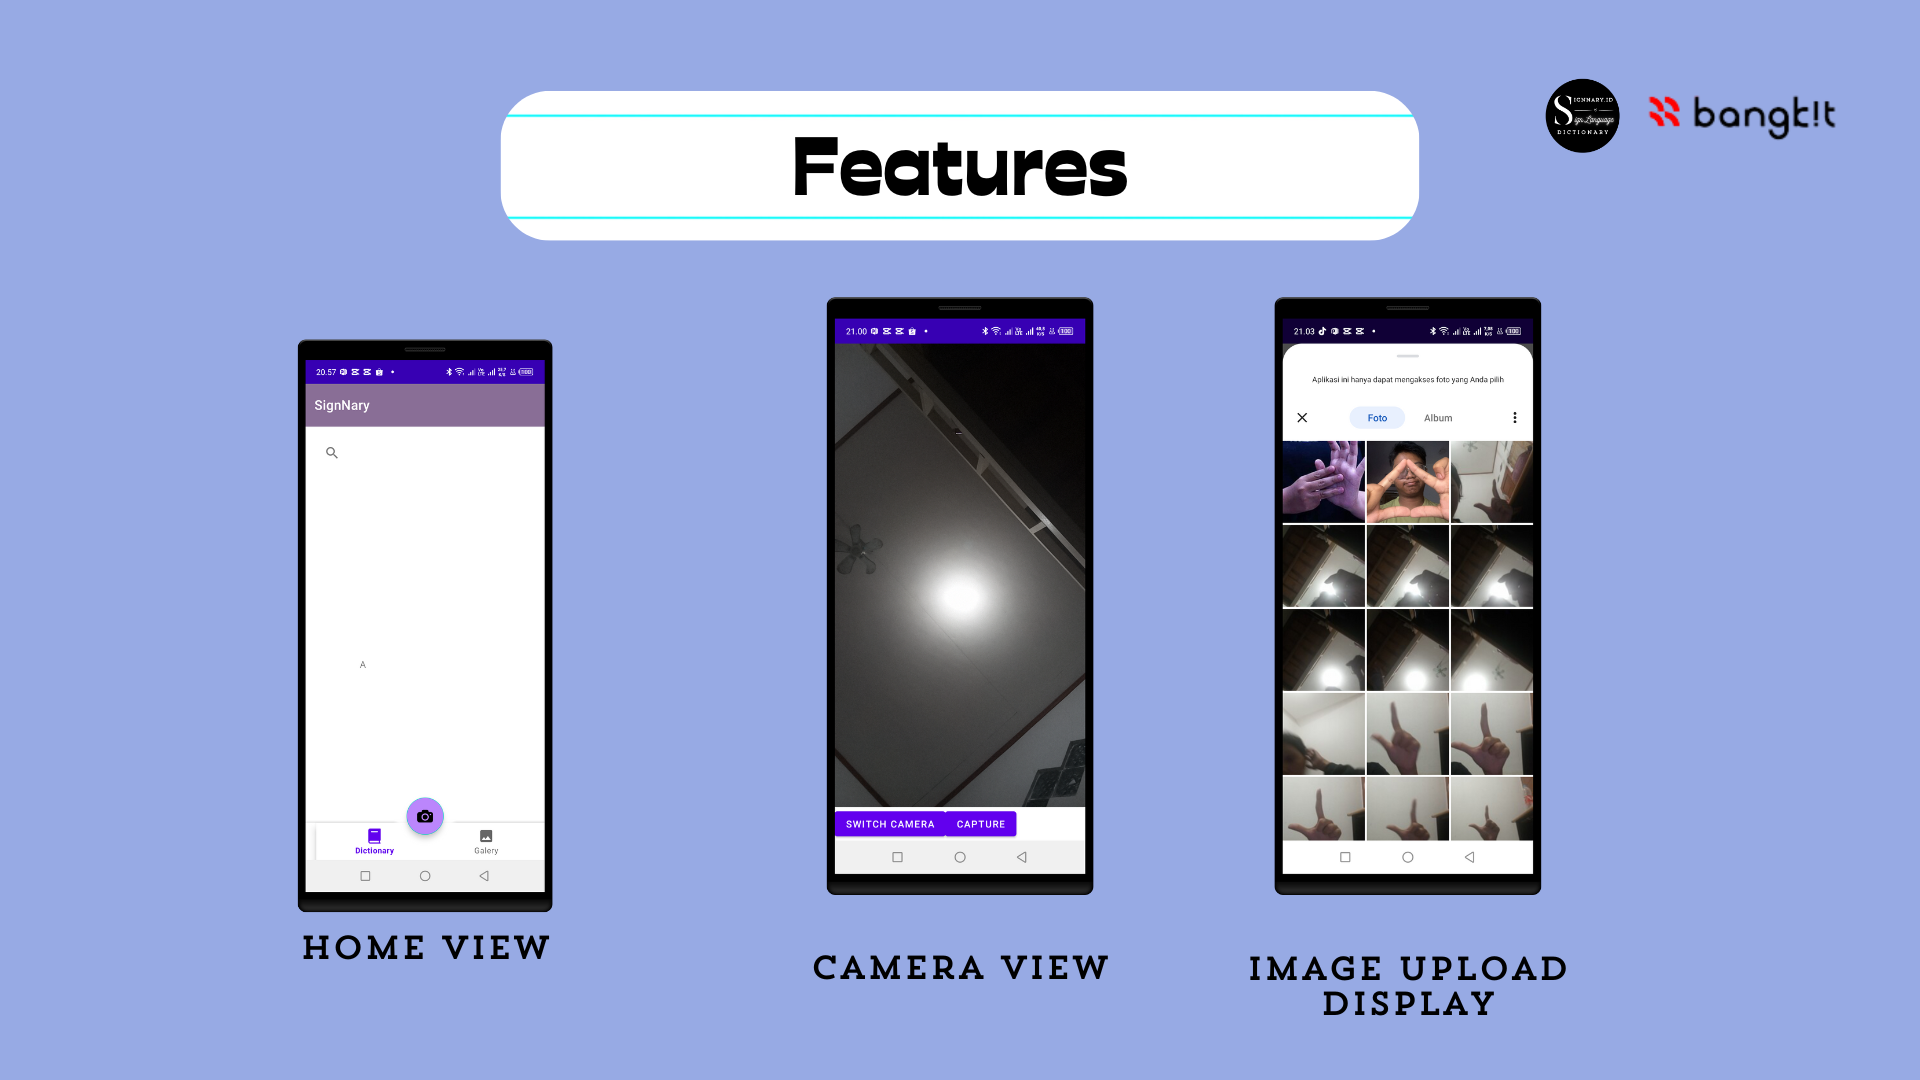 Features
SIGNNARY.ID
Sign Language
DICTIONARY
bangk!t
20.57
SignNary
A
Dictionary
Galery
HOME VIEW
21.00
SWITCH CAMERA
CAPTURE
CAMERA VIEW
21.03
Aplikasi ini hanya dapat mengakses foto yang Anda pilih
Foto
Album
IMAGE UPLOAD
DISPLAY